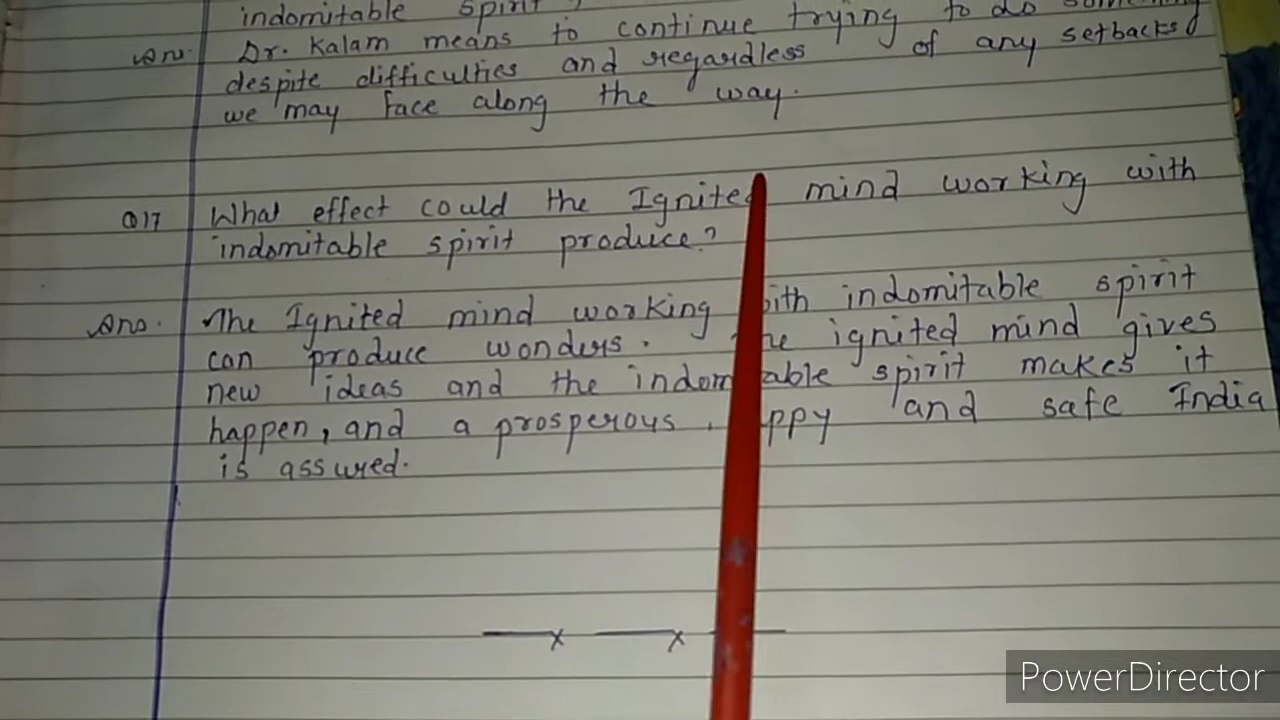 indomitable spirit
Ans. Dr. Kalam means to continue trying to do
despite difficulties and regardless of any setbacks
we may face along the way.
Q17 What effect could the Ignited mind working with
indomitable spirit produce?
Ans. The Ignited mind working with indomitable spirit
can produce wonders. ignited mind gives
new ideas and the indomitable spirit makes it
happen, and a prosperous, and safe India
is assured.
PowerDirector